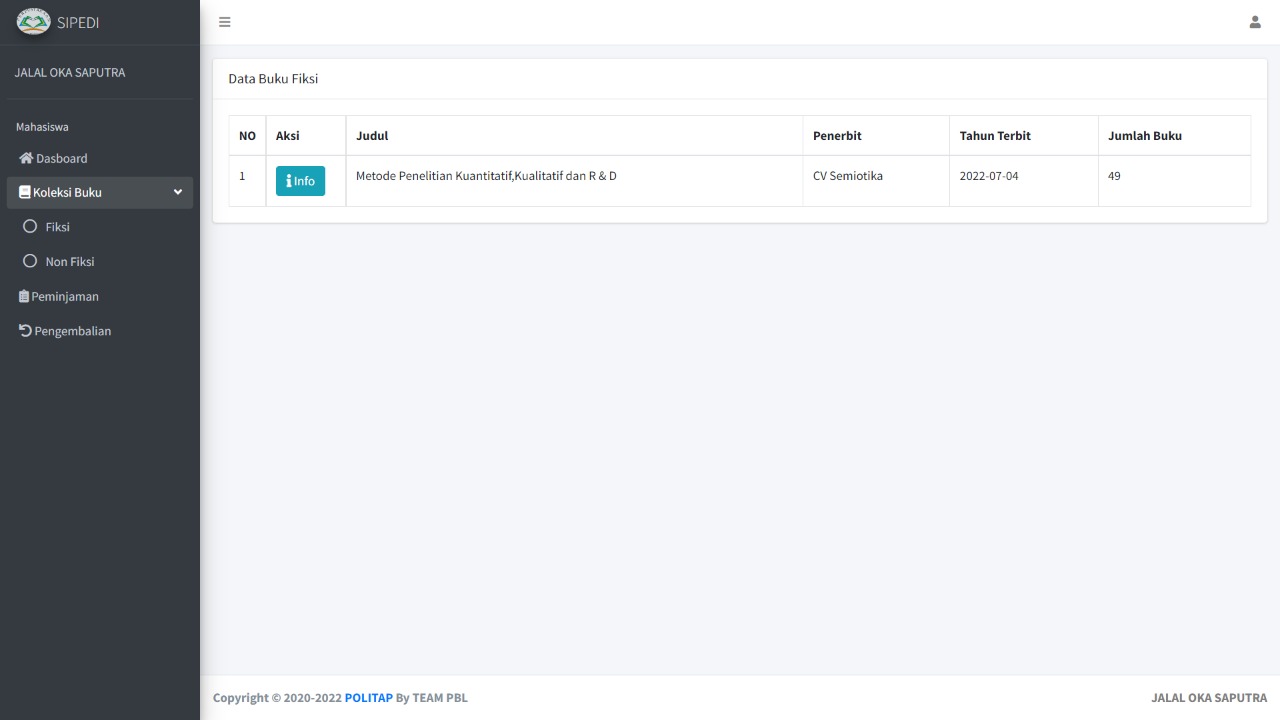 SIPEDI
JALAL OKA SAPUTRA
Mahasiswa
Dasboard
Koleksi Buku
Fiksi
Non Fiksi
Peminjaman
Pengembalian
Data Buku Fiksi
NO Aksi Judul Penerbit Tahun Terbit Jumlah Buku
1 Info Metode Penelitian Kuantitatif,Kualitatif dan R & D CV Semiotika 2022-07-04 49
Copyright © 2020-2022 POLITAP By TEAM PBL JALAL OKA SAPUTRA